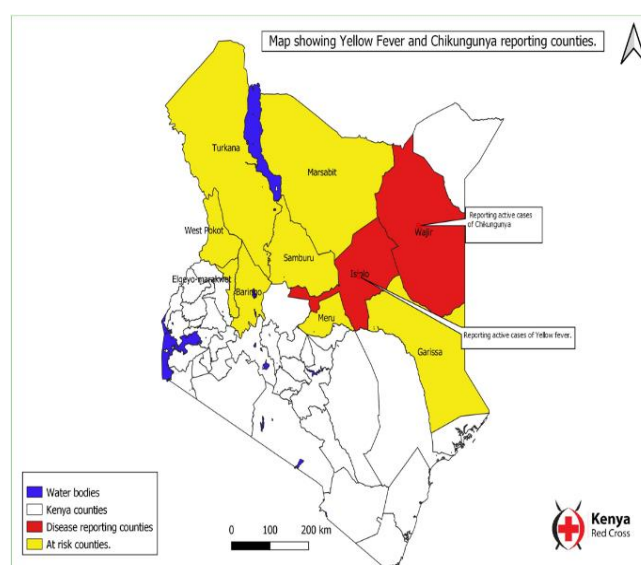 Map showing Yellow Fever and Chikungunya reporting counties.
Turkana
Marsabit
Reporting active cases
of Chikungunya
Wajir
West Pokot
Samburu
Isiolo
Elgeyo-marakwet
Baringo
Meru
Reporting active cases of Yellow fever.
Garissa
Water bodies
Kenya counties
Disease reporting counties
At risk counties.
0 100 200 km
Kenya
Red Cross